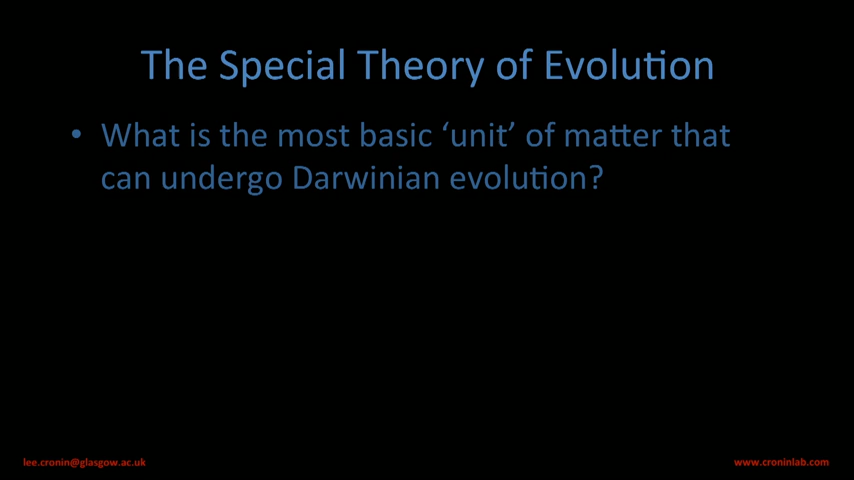 The Special Theory of Evolution
• What is the most basic ‘unit’ of matter that
can undergo Darwinian evolution?
lee.cronin@glasgow.ac.uk
www.croninlab.com